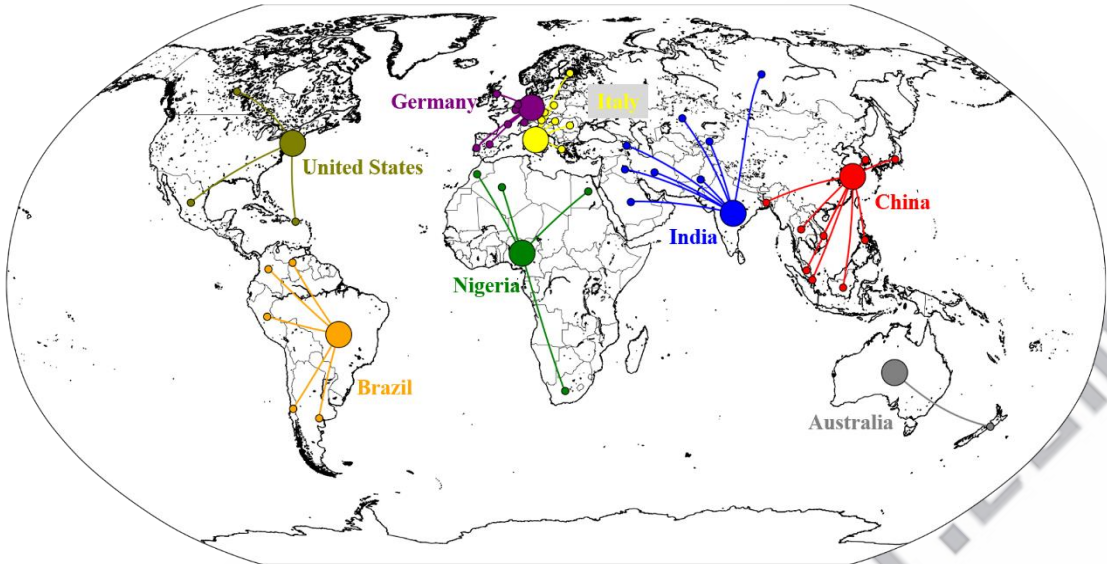 Germany
Italy
United States
China
India
Nigeria
Brazil
Australia